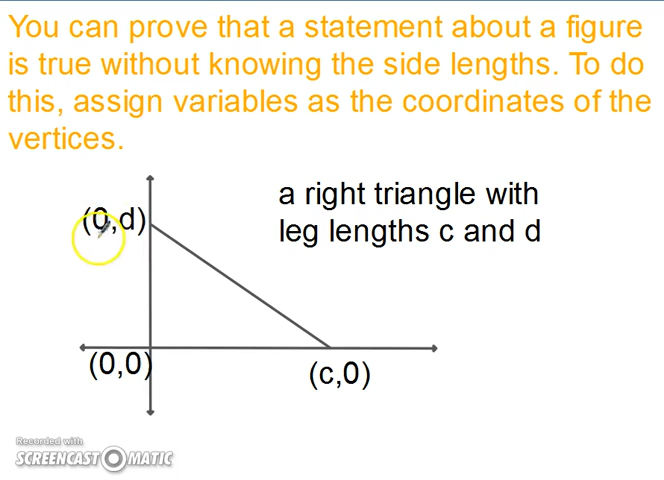 You can prove that a statement about a figure
is true without knowing the side lengths. To do
this, assign variables as the coordinates of the
vertices.
a right triangle with
leg lengths c and d
(0,d)
(0,0)
(c,0)
Recorded with
SCREENCAST O MATIC